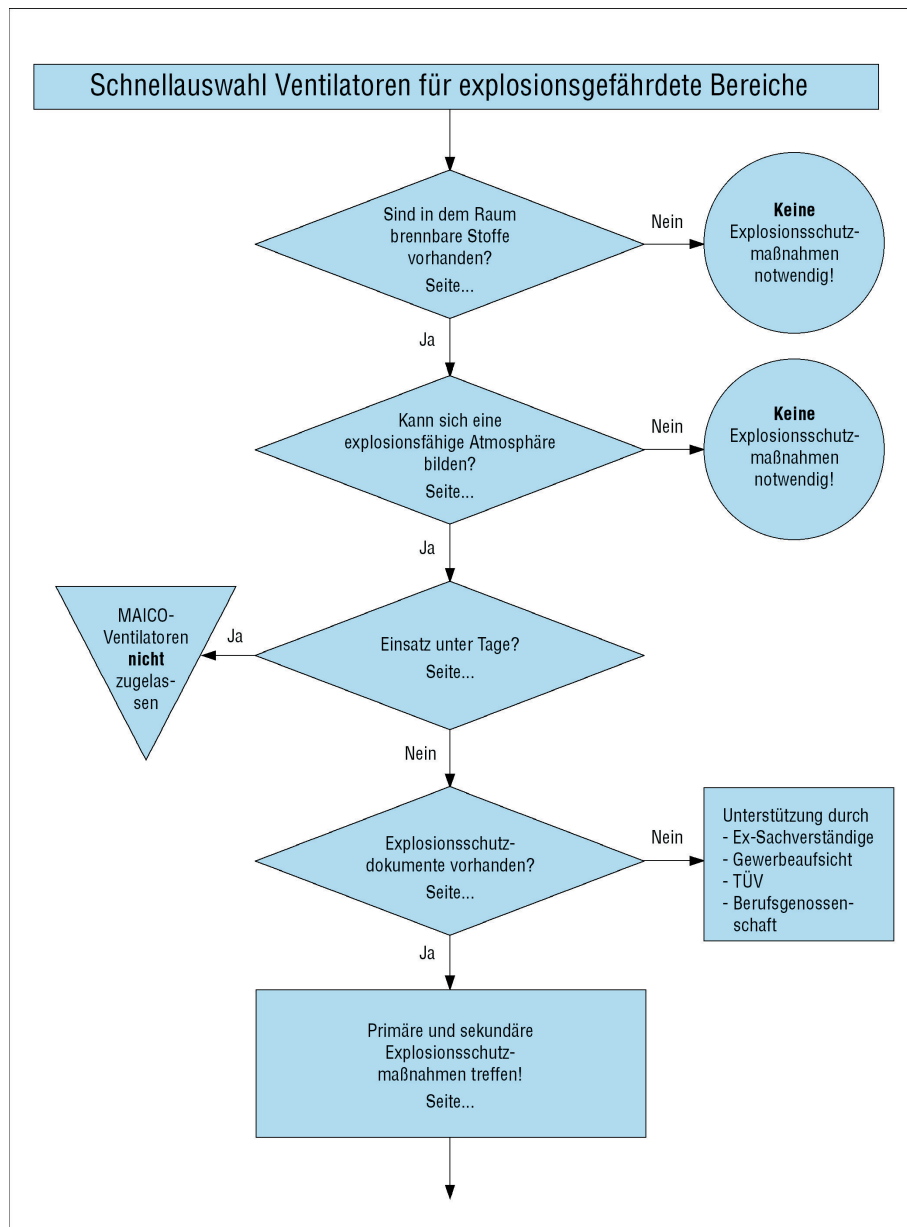 Schnellauswahl Ventilatoren für explosionsgefährdete Bereiche
Sind in dem Raum
brennbare Stoffe
vorhanden?
Seite...
Nein
Keine
Explosionsschutz-
maßnahmen
notwendig!
Ja
Kann sich eine
explosionsfähige Atmosphäre
bilden?
Seite...
Nein
Keine
Explosionsschutz-
maßnahmen
notwendig!
Ja
Einsatz unter Tage?
Seite...
Ja
MAICO-
Ventilatoren
nicht
zugelas-
sen
Nein
Explosionsschutz-
dokumente vorhanden?
Seite...
Nein
Unterstützung durch
- Ex-Sachverständige
- Gewerbeaufsicht
- TÜV
- Berufsgenossen-
schaft
Ja
Primäre und sekundäre
Explosionsschutz-
maßnahmen treffen!
Seite...